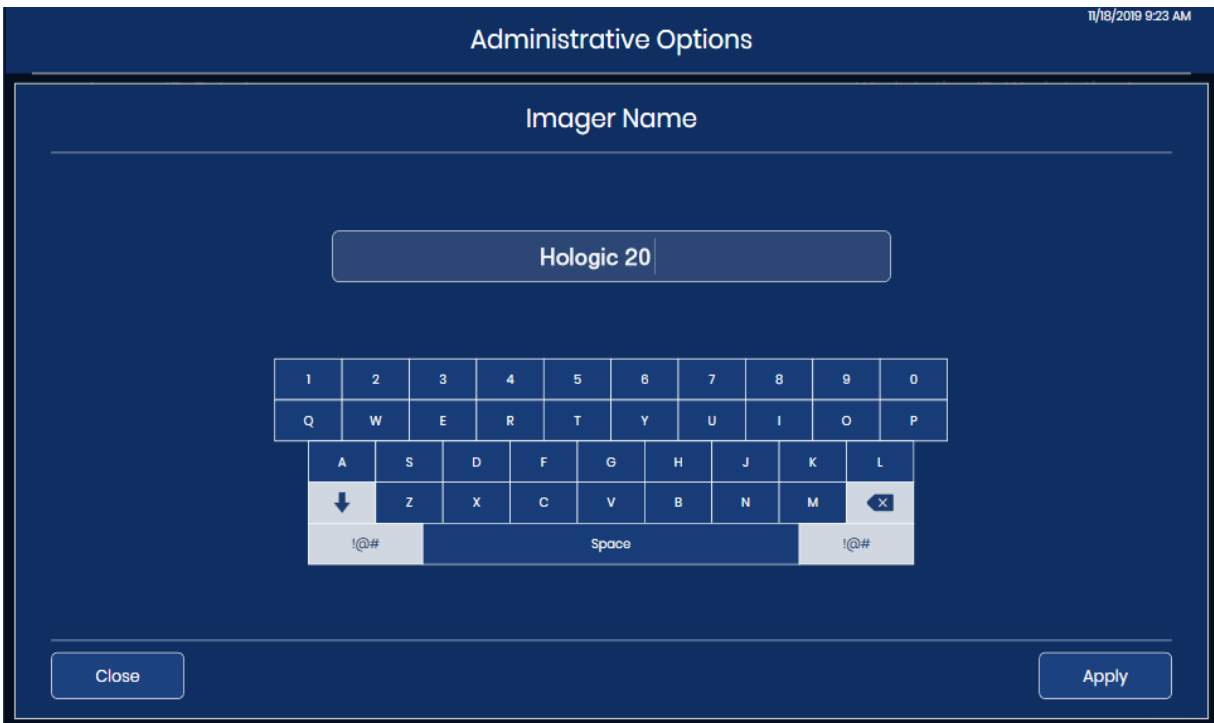 11/18/2019 9:23 AM
Administrative Options
Imager Name
Hologic 20
1 2 3 4 5 6 7 8 9 0
Q W E R T Y U I O P
A S D F G H J K L
Z X C V B N M
!@# Space !@#
Close Apply